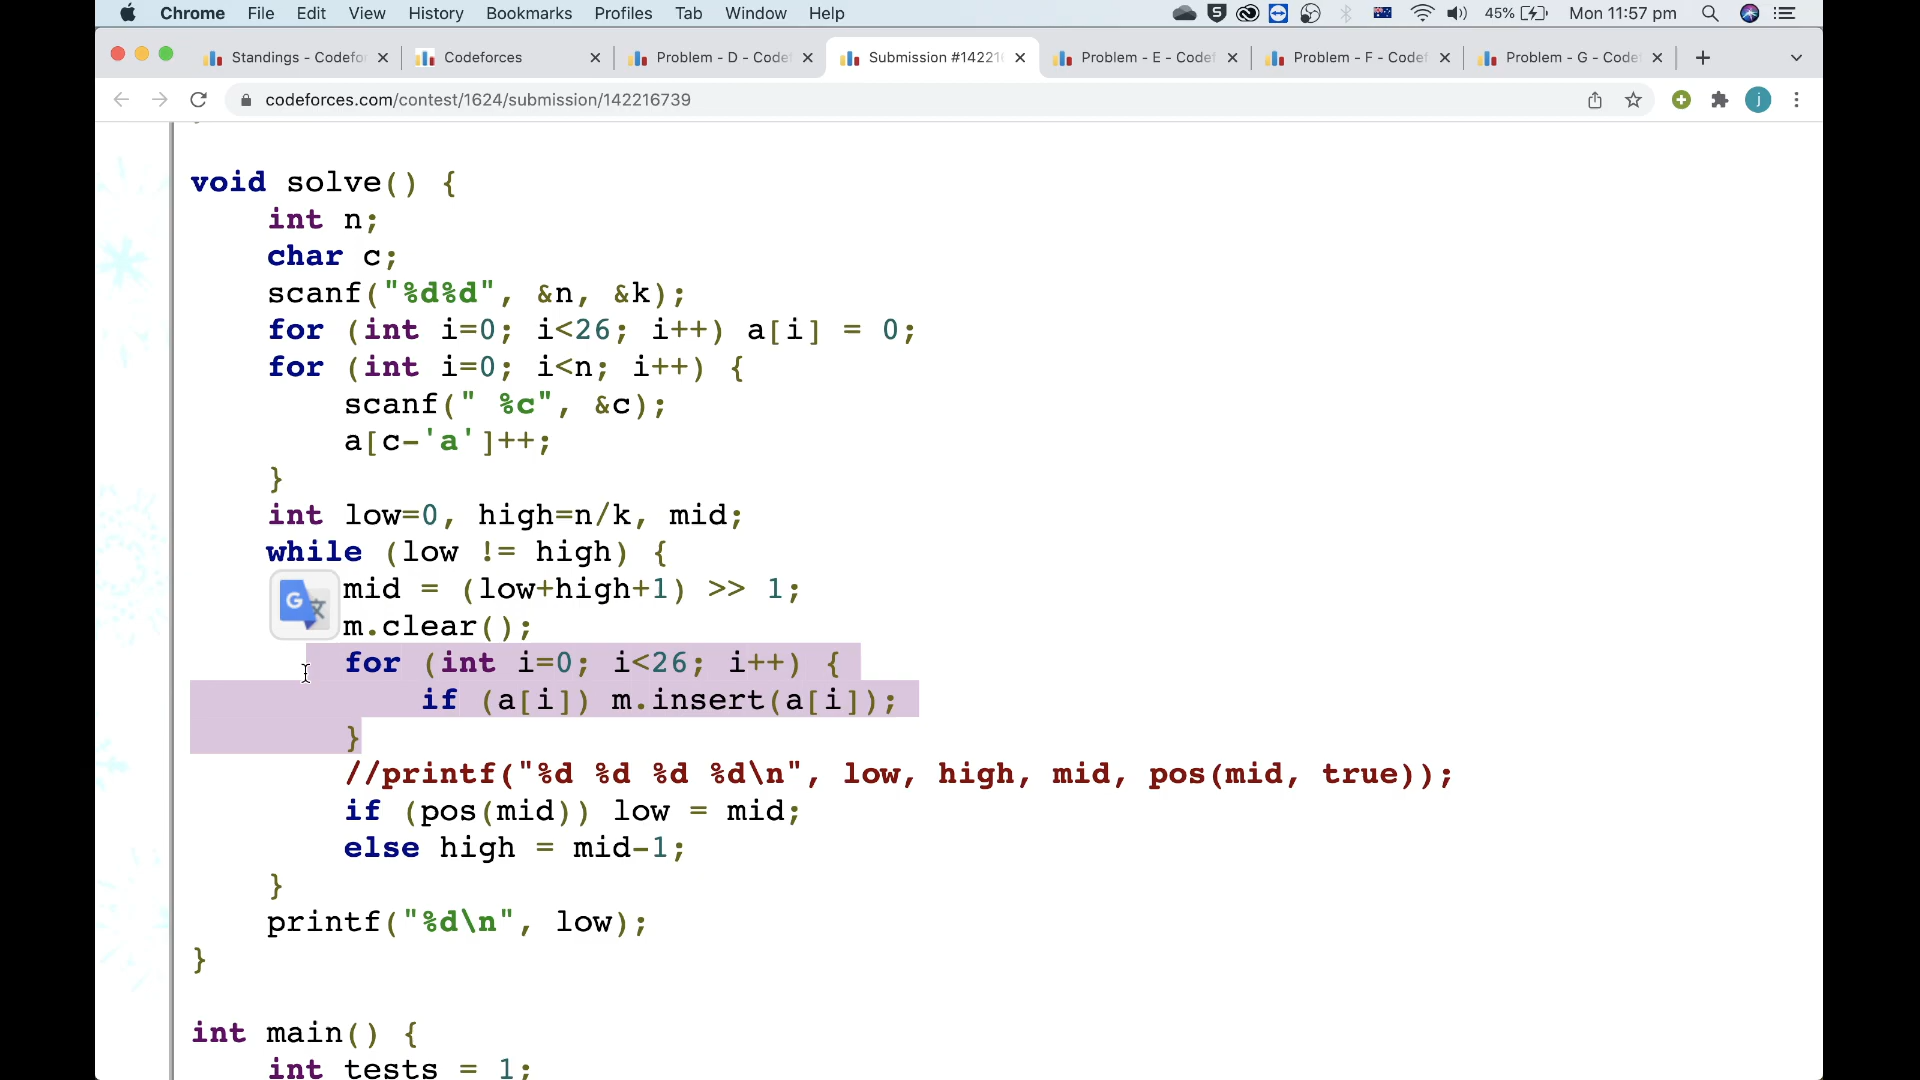 Chrome File Edit View History Bookmarks Profiles Tab Window Help 45% Mon 11:57 pm
Standings - Codefo Codeforces Problem - D - Code Submission #14221 Problem - E - Codef Problem - F - Codef Problem - G - Code
codeforces.com/contest/1624/submission/142216739 j
void solve() {
int n;
char c;
scanf("%d%d", &n, &k);
for (int i=0; i<26; i++) a[i] = 0;
for (int i=0; i<n; i++) {
scanf(" %c", &c);
a[c-'a']++;
}
int low=0, high=n/k, mid;
while (low != high) {
mid = (low+high+1) >> 1;
m.clear();
for (int i=0; i<26; i++) {
if (a[i]) m.insert(a[i]);
}
//printf("%d %d %d %d\n", low, high, mid, pos(mid, true));
if (pos(mid)) low = mid;
else high = mid-1;
}
printf("%d\n", low);
}
int main() {
int tests = 1;